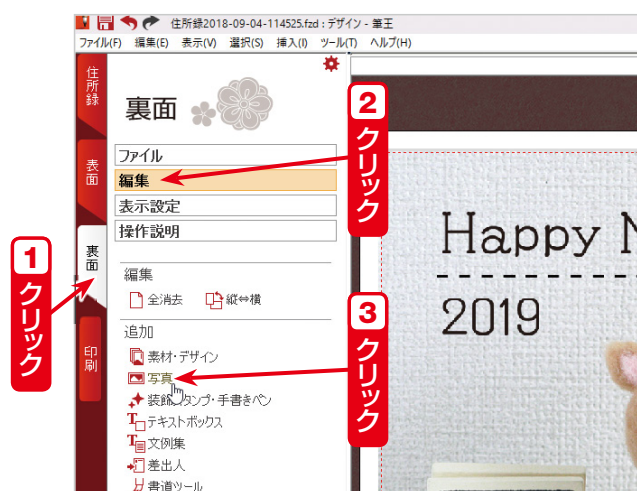 住所録2018-09-04-114525.fzd : デザイン - 筆王
ファイル(F) 編集(E) 表示(V) 選択(S) 挿入(I) ツール(T) ヘルプ(H)
住所録
表面
裏面
印刷
裏面
ファイル
編集
表示設定
操作説明
編集
全消去 縦⇔横
追加
素材・デザイン
写真
装飾スタンプ・手書きペン
テキストボックス
文例集
差出人
書道ツール
1 クリック
2 クリック
3 クリック
Happy N
2019